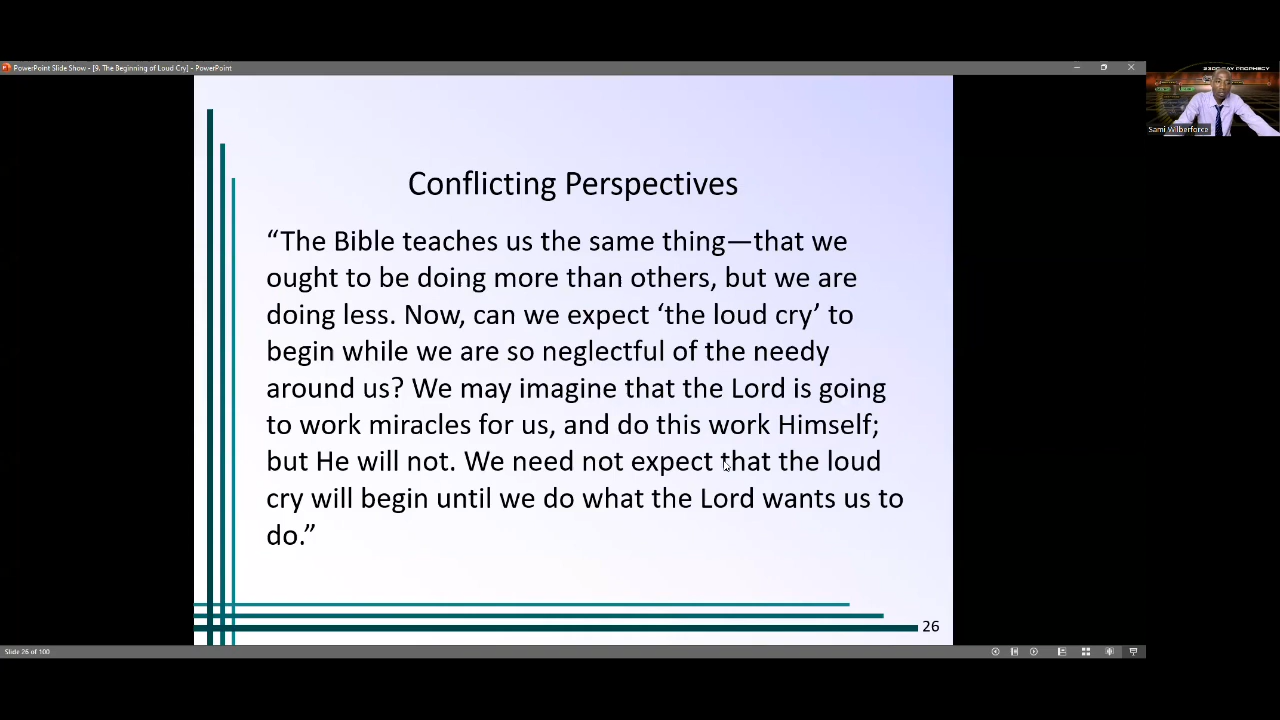 PowerPoint Slide Show - [9. The Beginning of Loud Cry] - PowerPoint
2300 DAY PROPHECY
Sami Wilberforce
Conflicting Perspectives
“The Bible teaches us the same thing—that we
ought to be doing more than others, but we are
doing less. Now, can we expect ‘the loud cry’ to
begin while we are so neglectful of the needy
around us? We may imagine that the Lord is going
to work miracles for us, and do this work Himself;
but He will not. We need not expect that the loud
cry will begin until we do what the Lord wants us to
do.”
26
Slide 26 of 100